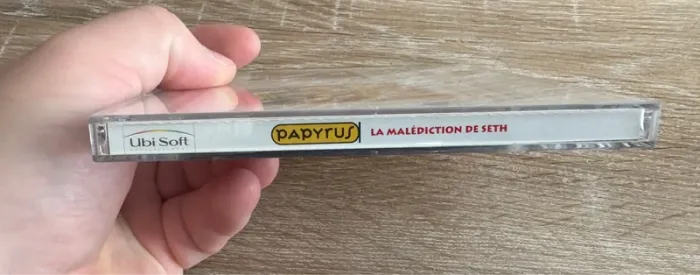 Ubi Soft
PAPYRUS LA MALÉDICTION DE SETH